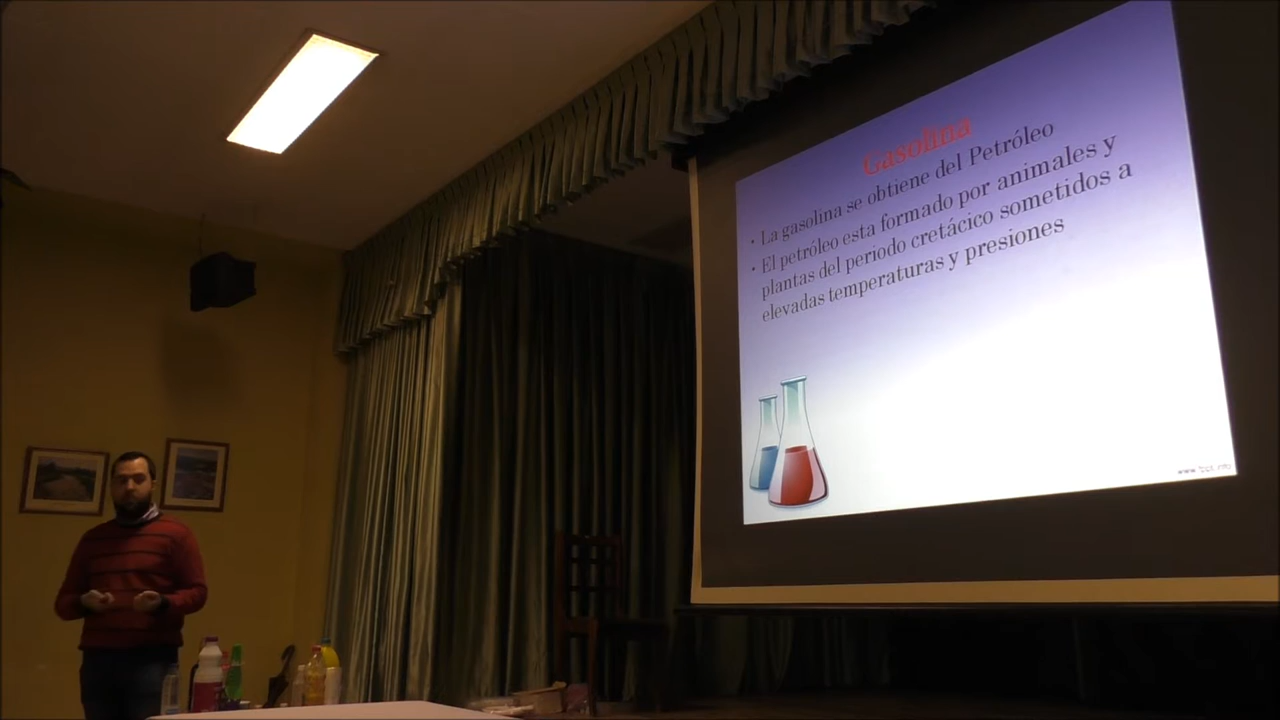 Gasolina
· La gasolina se obtiene del Petróleo
· El petróleo esta formado por animales y
plantas del periodo cretácico sometidos a
elevadas temperaturas y presiones